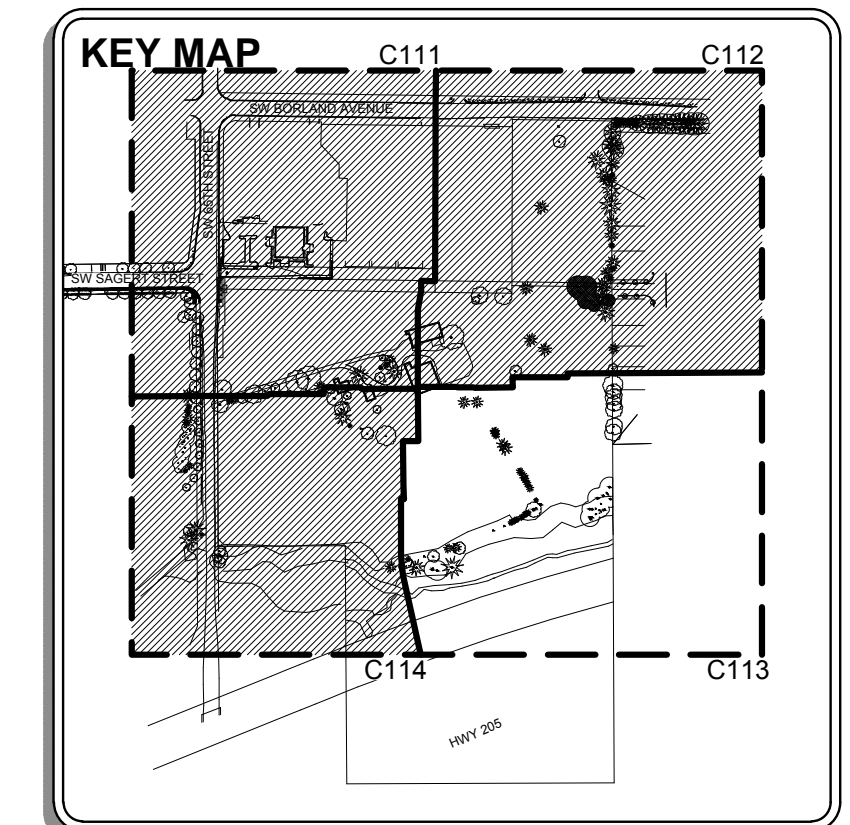 KEY MAP
C111
C112
SW BORLAND AVENUE
SW 65TH STREET
SW SAGERT STREET
C114
C113
HWY 205